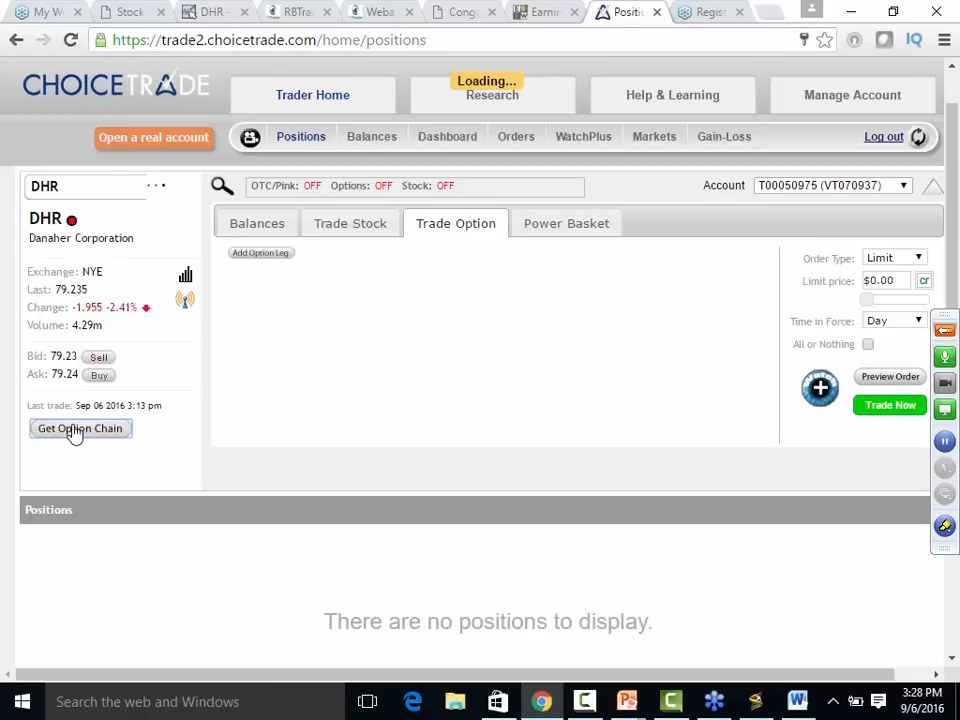 My W
Stock
DHR -
RBTra
Weba
Cong
Earnin
Positio
Regist
https://trade2.choicetrade.com/home/positions
IQ
CHOICETRADE
Trader Home
Loading...
Research
Help & Learning
Manage Account
Open a real account
Positions
Balances
Dashboard
Orders
WatchPlus
Markets
Gain-Loss
Log out
DHR
OTC/Pink: OFF Options: OFF Stock: OFF
Account
T00050975 (VT070937)
DHR
Danaher Corporation
Balances
Trade Stock
Trade Option
Power Basket
Add Option Leg
Exchange: NYE
Last: 79.235
Change: -1.955 -2.41%
Volume: 4.29m
Bid: 79.23 Sell
Ask: 79.24 Buy
Last trade: Sep 06 2016 3:13 pm
Get Option Chain
Order Type: Limit
Limit price: $0.00 cr
Time in Force: Day
All or Nothing
Preview Order
Trade Now
Positions
There are no positions to display.
Search the web and Windows
3:28 PM
9/6/2016